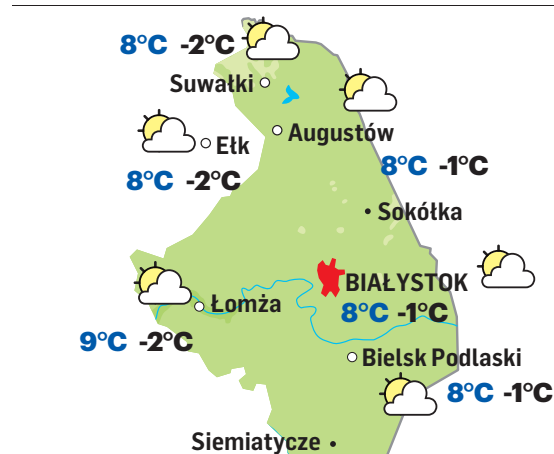 8°C -2°C
Suwałki
Augustów
Ełk
8°C -2°C
8°C -1°C
Sokółka
BIAŁYSTOK
8°C -1°C
Łomża
9°C -2°C
Bielsk Podlaski
8°C -1°C
Siemiatycze